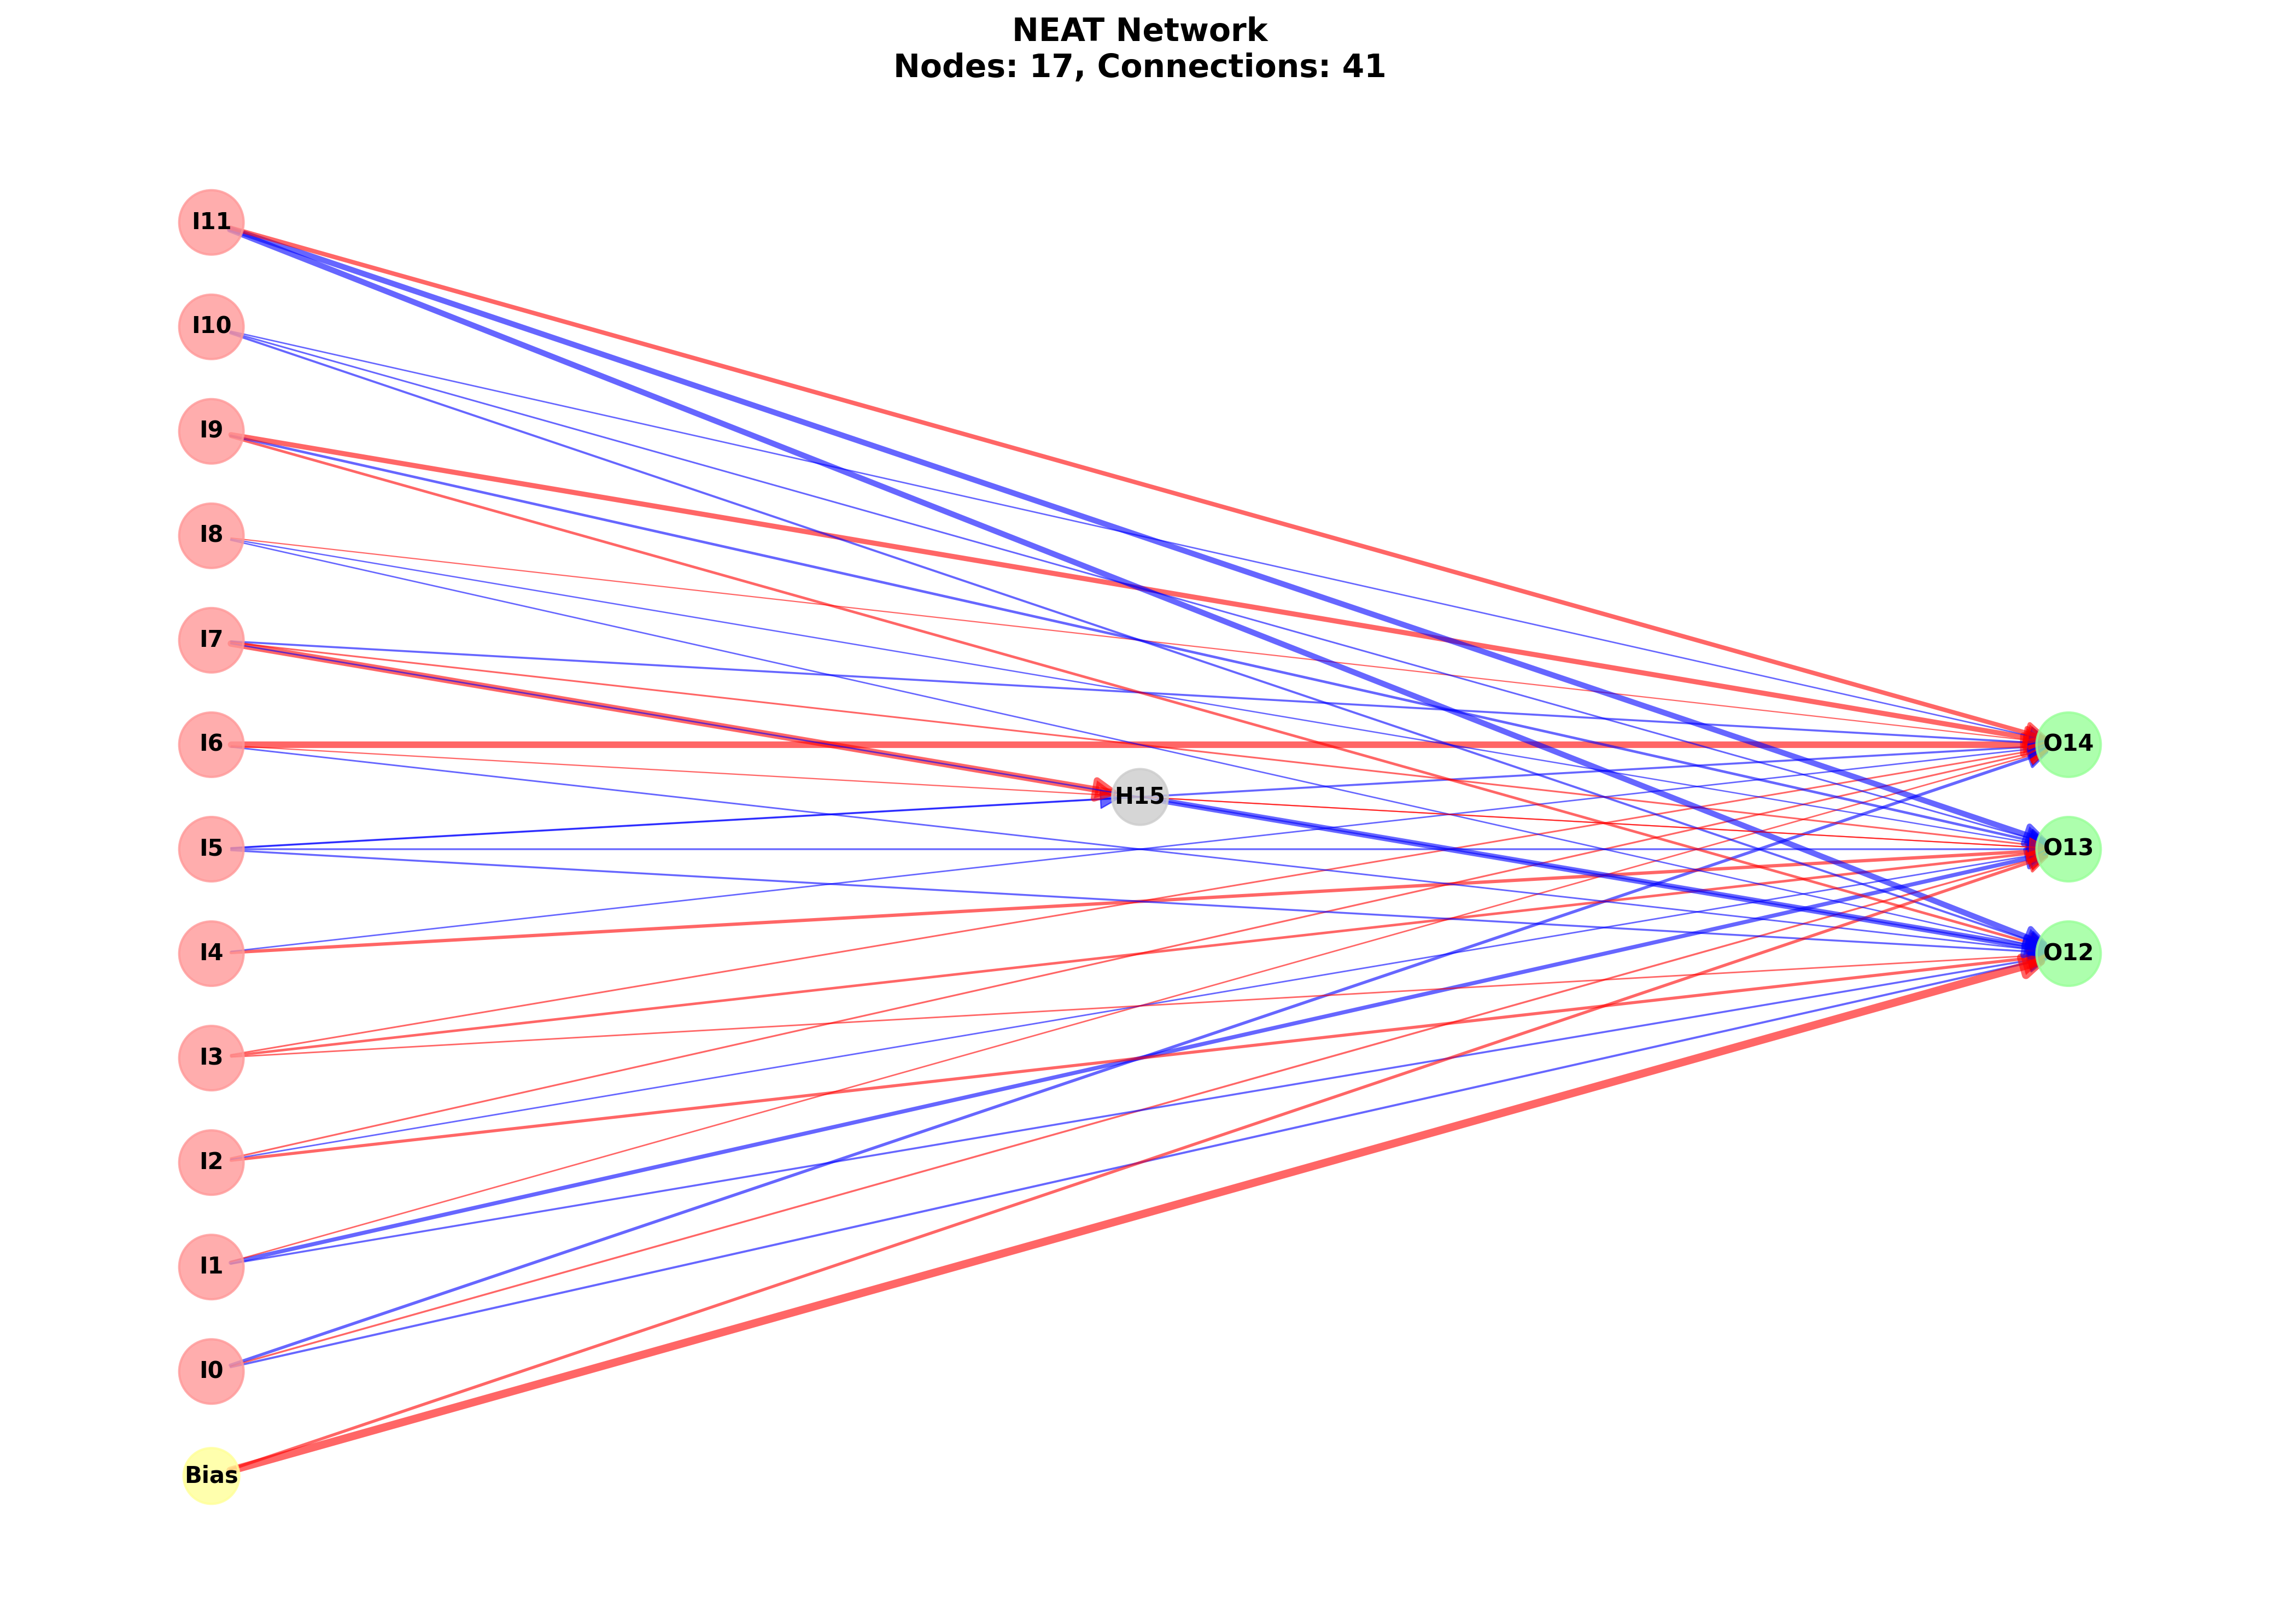 NEAT Network
Nodes: 17, Connections: 41
I11
I10
I9
I8
I7
I6
O14
H15
I5
O13
I4
O12
I3
I2
I1
I0
Bias